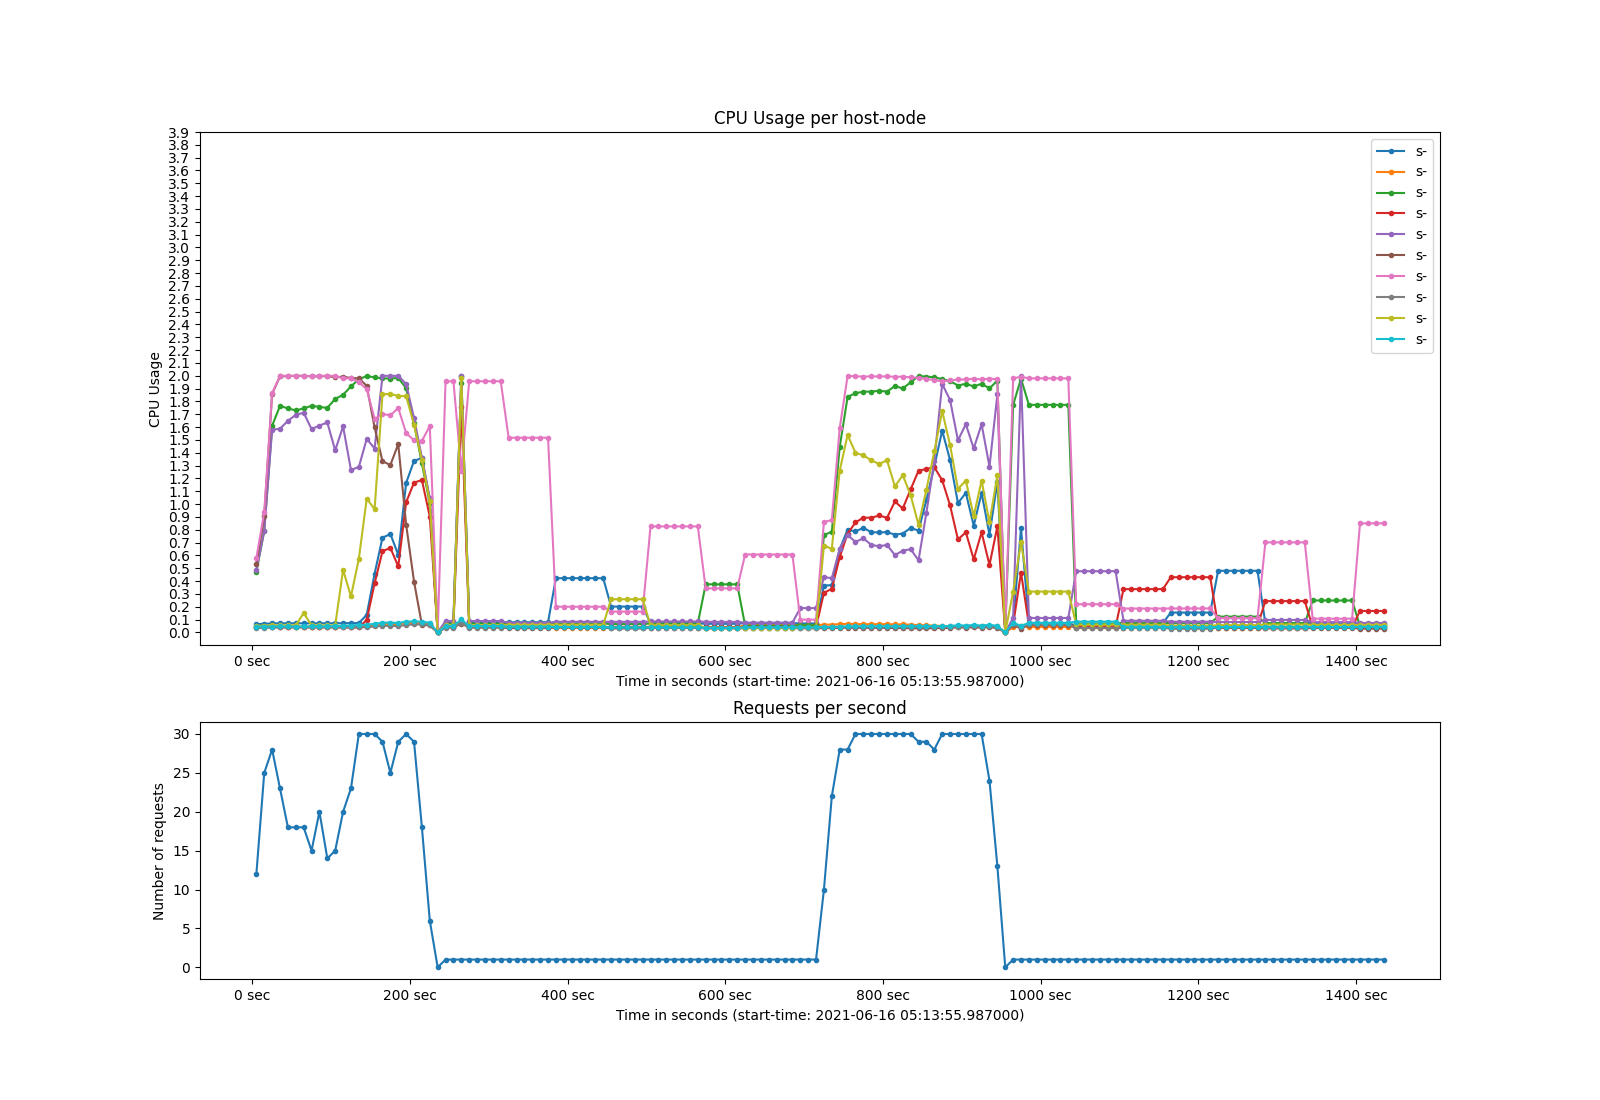 CPU Usage per host-node
3.9
3.8
3.7
3.6
3.5
3.4
3.3
3.2
3.1
3.0
2.9
2.8
2.7
2.6
2.5
2.4
2.3
2.2
2.1
2.0
1.9
1.8
1.7
1.6
1.5
1.4
1.3
1.2
1.1
1.0
0.9
0.8
0.7
0.6
0.5
0.4
0.3
0.2
0.1
0.0
CPU Usage
s-
s-
s-
s-
s-
s-
s-
s-
s-
s-
0 sec 200 sec 400 sec 600 sec 800 sec 1000 sec 1200 sec 1400 sec
Time in seconds (start-time: 2021-06-16 05:13:55.987000)
Requests per second
30
25
20
15
10
5
0
Number of requests
0 sec 200 sec 400 sec 600 sec 800 sec 1000 sec 1200 sec 1400 sec
Time in seconds (start-time: 2021-06-16 05:13:55.987000)